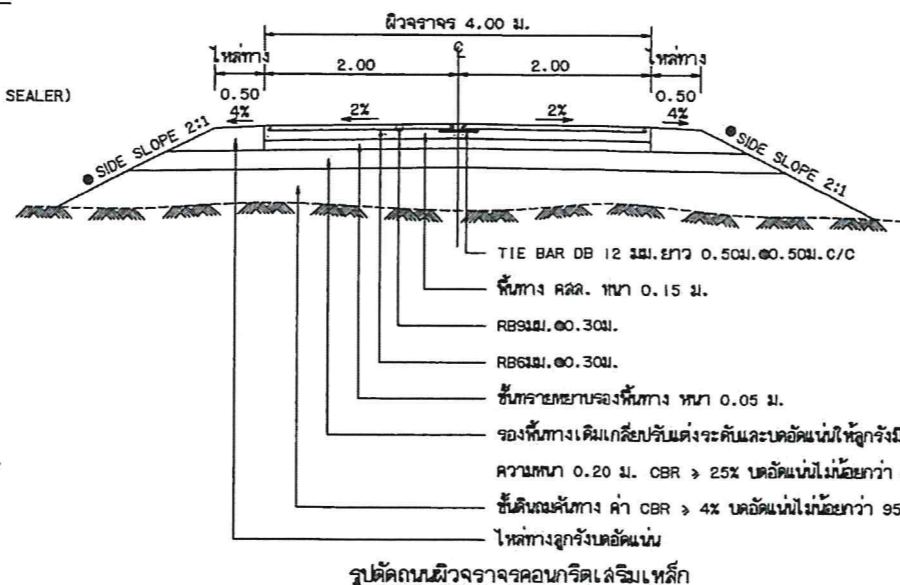 ผิวจราจร 4.00 ม.
ไหล่ทาง ไหล่ทาง
2.00 2.00
SEALER)
0.50 0.50
4% 2% 2% 4%
SIDE SLOPE 2:1 SIDE SLOPE 2:1
TIE BAR DB 12 มม.ยาว 0.50ม.@0.50ม.C/C
พื้นทาง คสล. หนา 0.15 ม.
RB9มม.@0.30ม.
RB6มม.@0.30ม.
ชั้นทรายหยาบรองพื้นทาง หนา 0.05 ม.
รองพื้นทางเดิมเกลี่ยปรับแต่งระดับและบดอัดแน่นให้ลูกรังมี
ความหนา 0.20 ม. CBR ≥ 25% บดอัดแน่นไม่น้อยกว่า
ชั้นดินถมคันทาง ค่า CBR ≥ 4% บดอัดแน่นไม่น้อยกว่า 95
ไหล่ทางลูกรังบดอัดแน่น
รูปตัดถนนผิวจราจรคอนกรีตเสริมเหล็ก